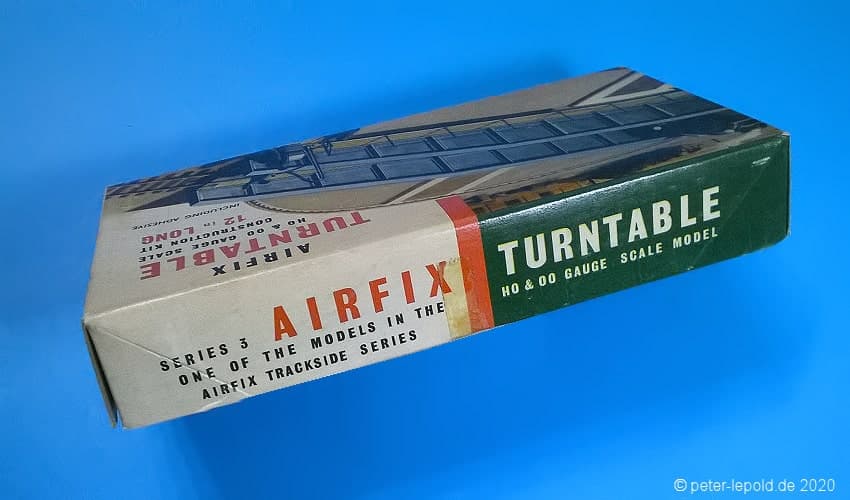 AIRFIX
TURNTABLE
HO & OO GAUGE SCALE
CONSTRUCTION KIT
12 in LONG
INCLUDING ADHESIVE
SERIES 3 AIRFIX
ONE OF THE MODELS IN THE
AIRFIX TRACKSIDE SERIES
TURNTABLE
HO & OO GAUGE SCALE MODEL
© peter-lepold.de 2020